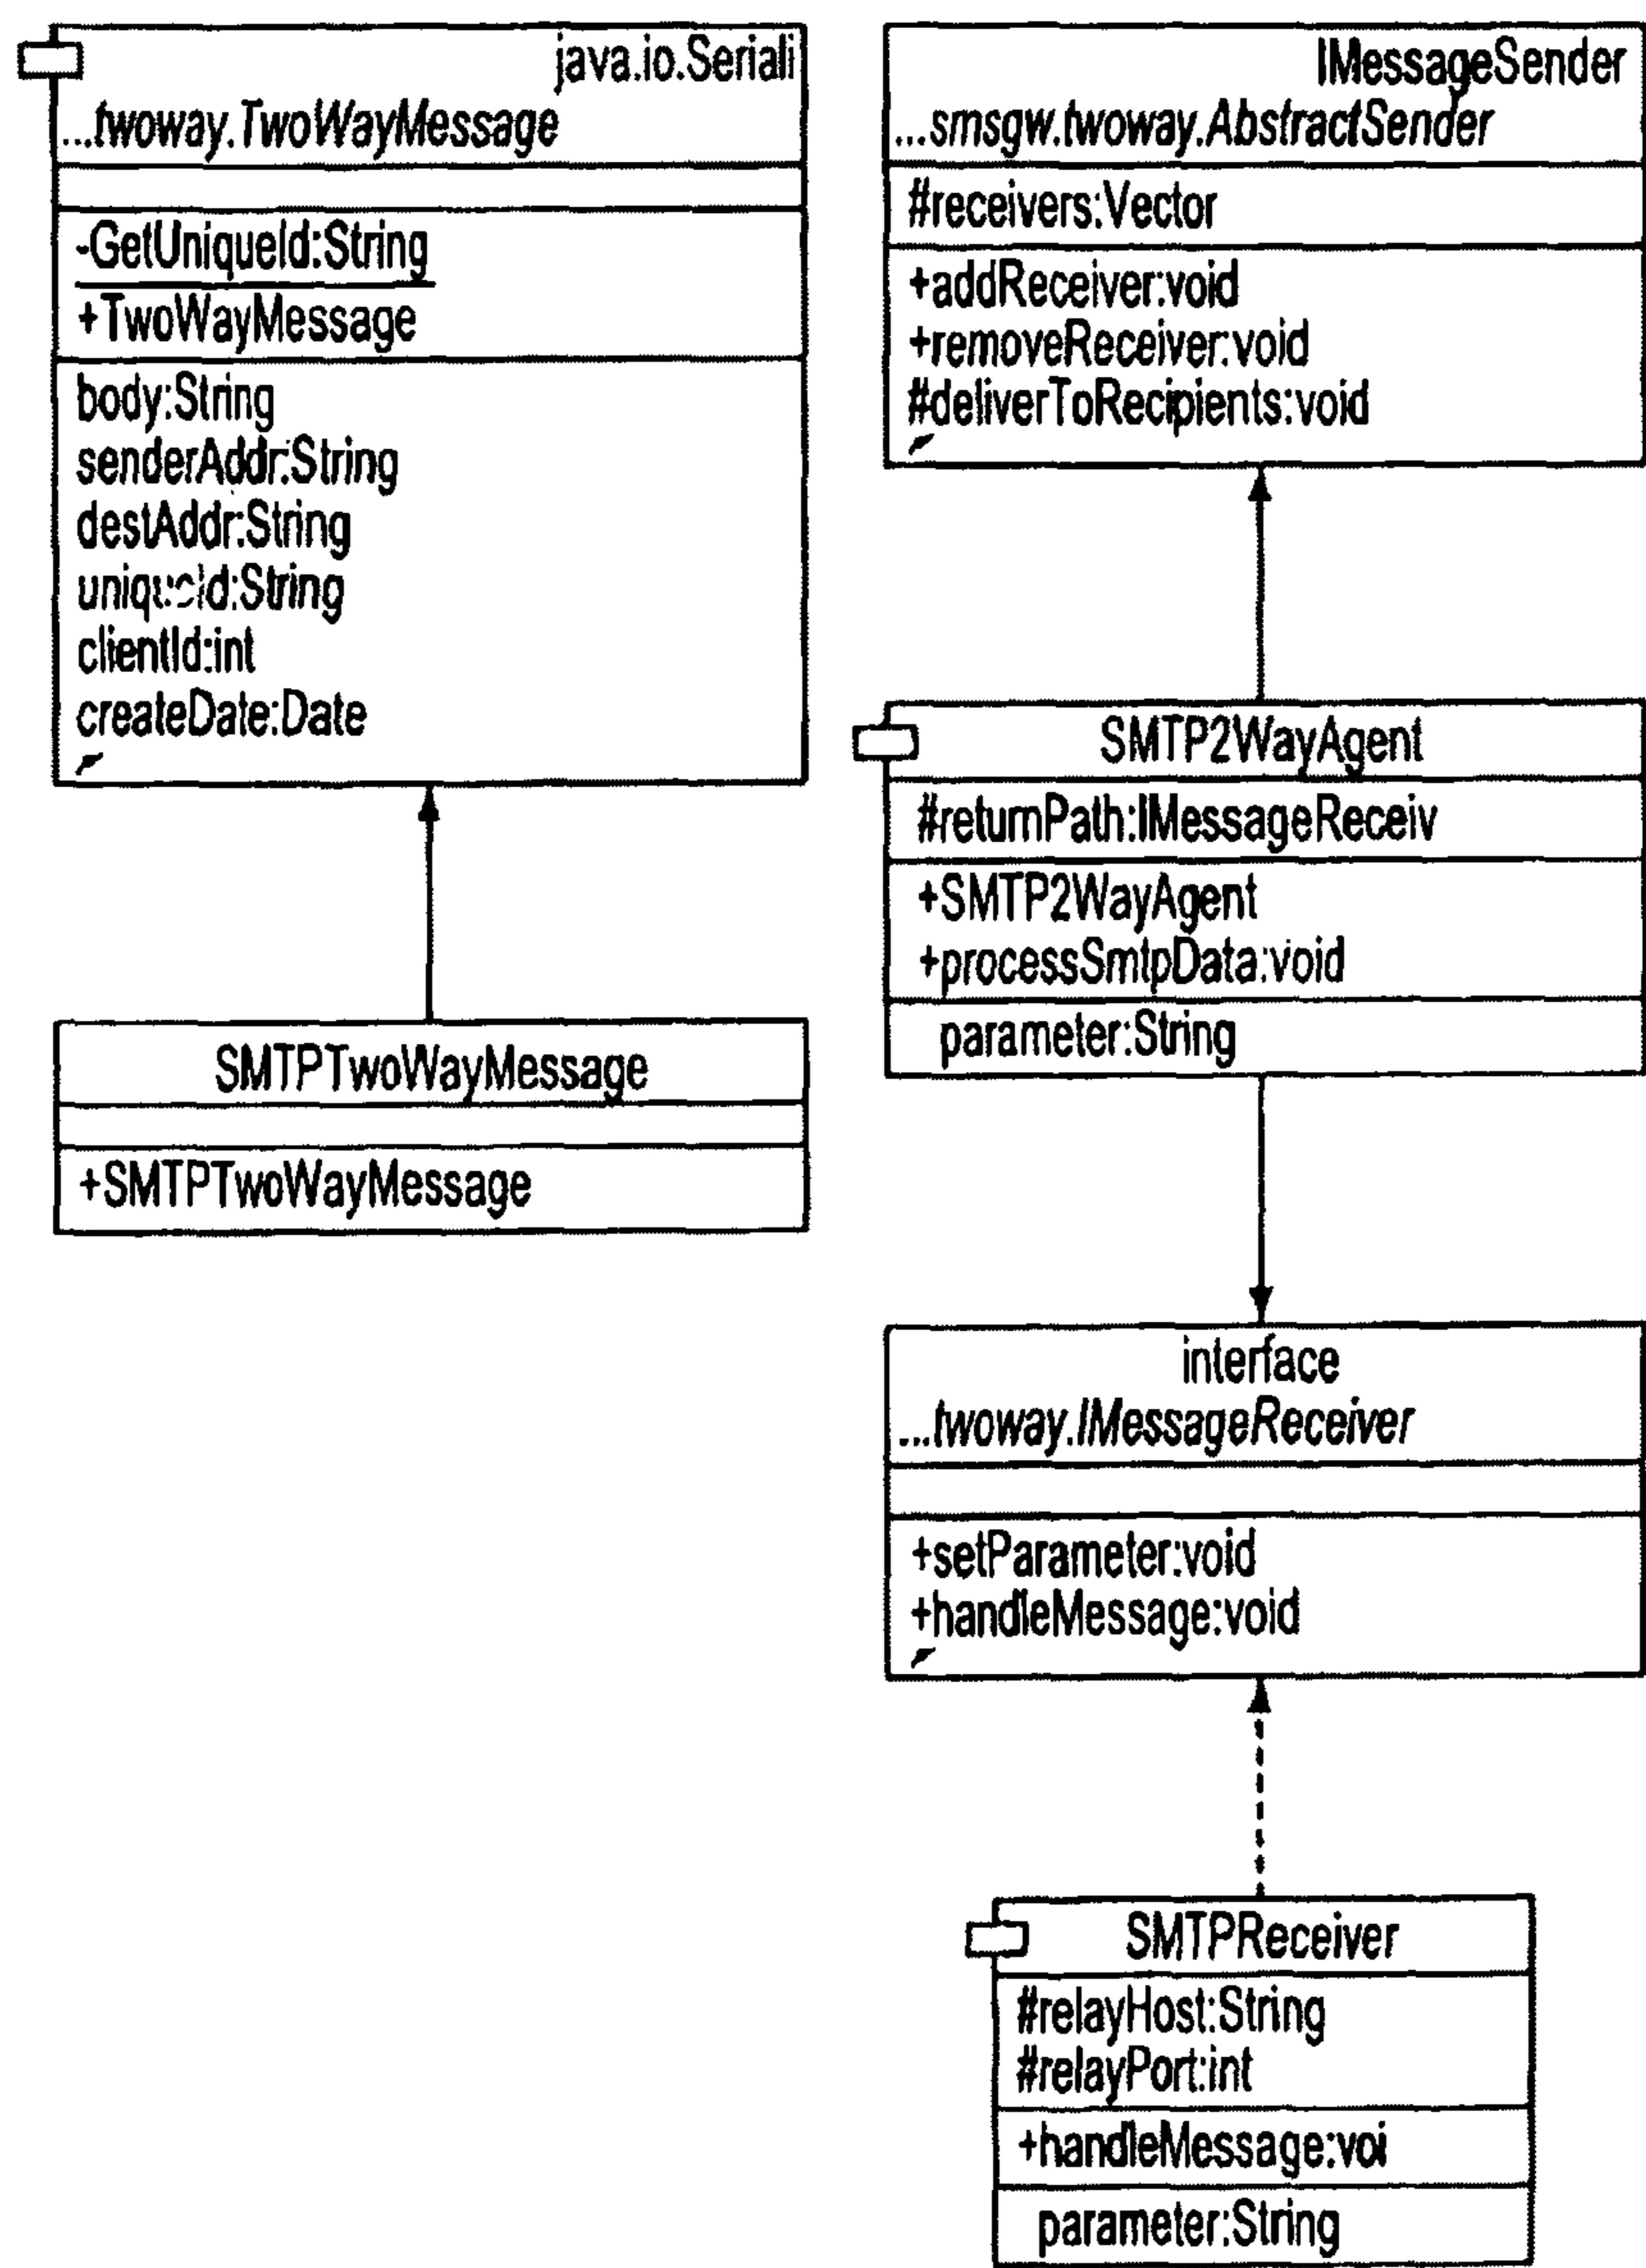 java.io.Seriali
...twoway.TwoWayMessage
-GetUniqueId:String
+TwoWayMessage
body:String
senderAddr:String
destAddr:String
uniqueId:String
clientId:int
createDate:Date
SMTPTwoWayMessage
+SMTPTwoWayMessage
IMessageSender
...smsgw.twoway.AbstractSender
#receivers:Vector
+addReceiver:void
+removeReceiver:void
#deliverToRecipients:void
SMTP2WayAgent
#returnPath:IMessageReceiv
+SMTP2WayAgent
+processSmtpData:void
parameter:String
interface
...twoway.IMessageReceiver
+setParameter:void
+handleMessage:void
SMTPReceiver
#relayHost:String
#relayPort:int
+handleMessage:voi
parameter:String